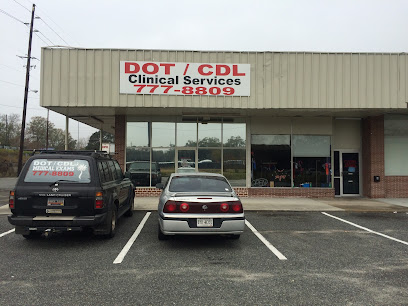 DOT / CDL
Clinical Services
777-8809
DOT / CDL
777-8809